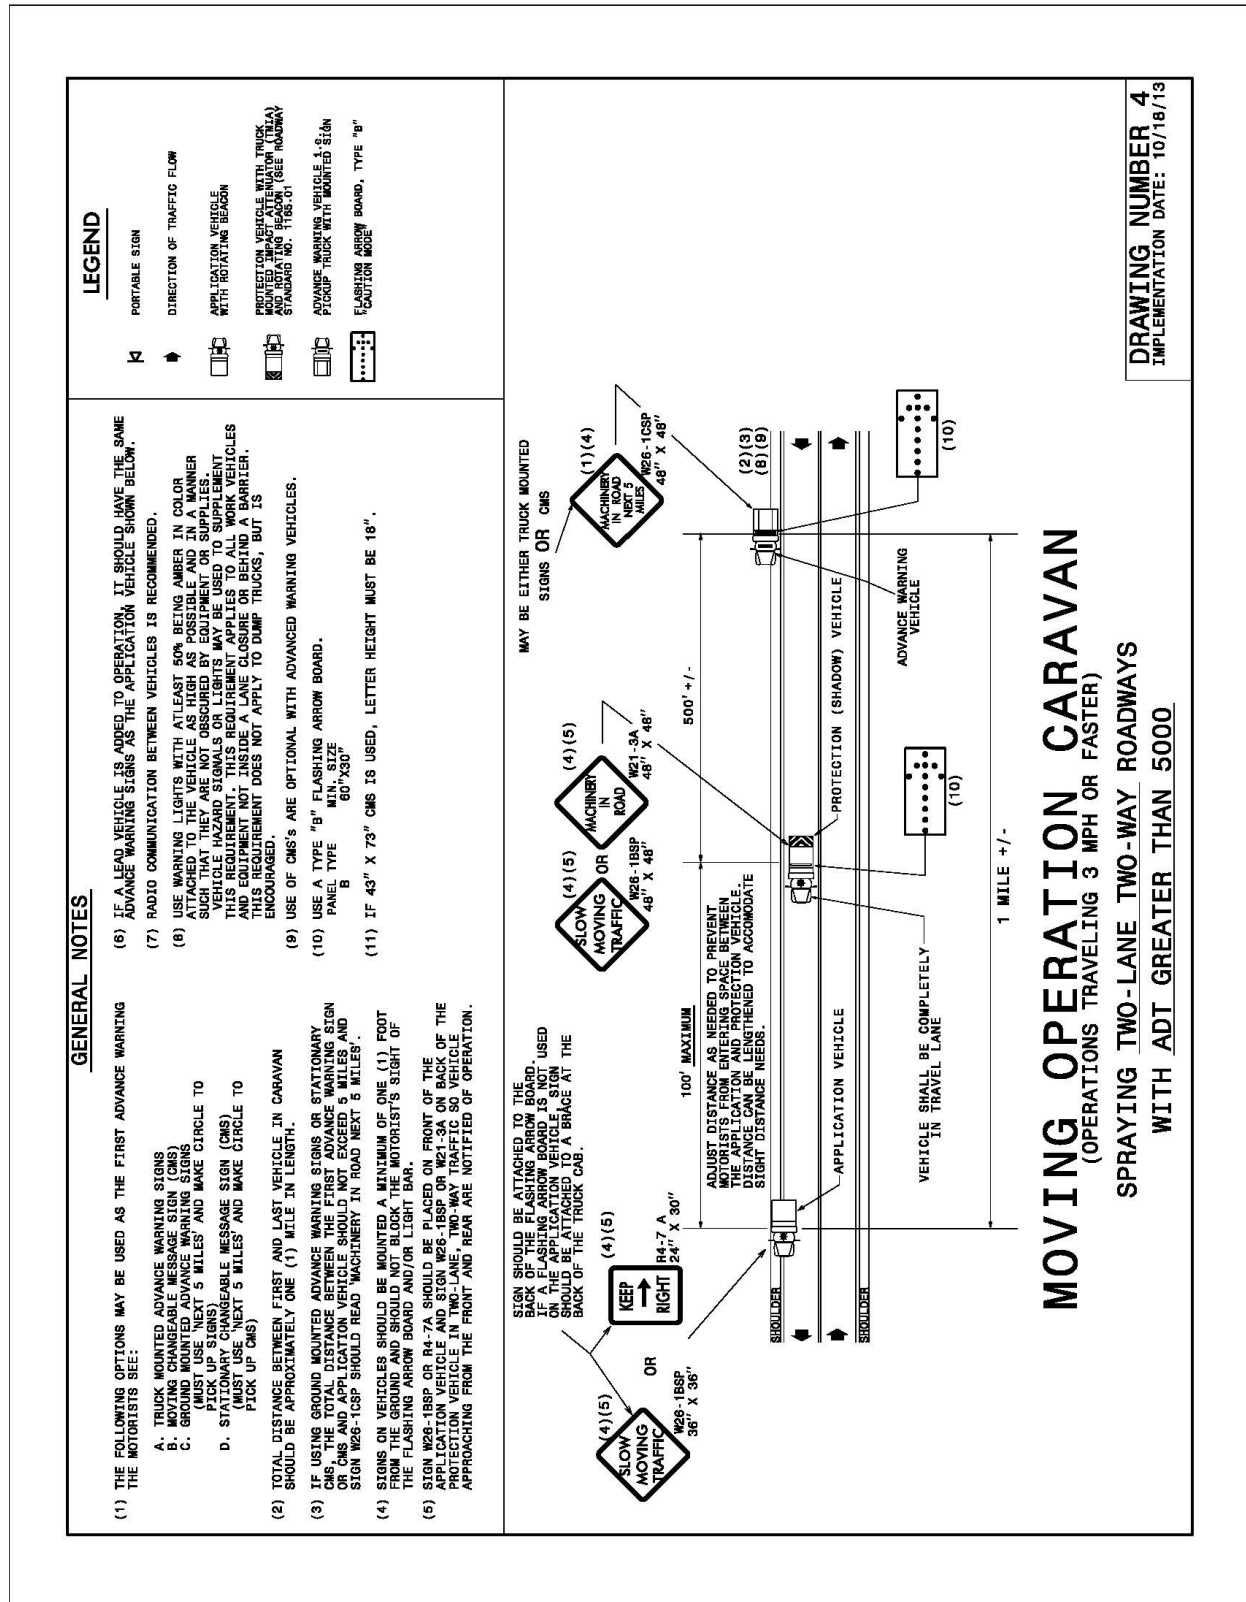 GENERAL NOTES
(1) THE FOLLOWING OPTIONS MAY BE USED AS THE FIRST ADVANCE WARNING
THE MOTORISTS SEE:
A. TRUCK MOUNTED ADVANCE WARNING SIGNS
B. MOVING CHANGEABLE MESSAGE SIGN (CMS)
C. GROUND MOUNTED ADVANCE WARNING SIGNS
(MUST USE 'NEXT 5 MILES' AND MAKE CIRCLE TO
PICK UP SIGNS)
D. STATIONARY CHANGEABLE MESSAGE SIGN (CMS)
(MUST USE 'NEXT 5 MILES' AND MAKE CIRCLE TO
PICK UP CMS)
(2) TOTAL DISTANCE BETWEEN FIRST AND LAST VEHICLE IN CARAVAN
SHOULD BE APPROXIMATELY ONE (1) MILE IN LENGTH.
(3) IF USING GROUND MOUNTED ADVANCE WARNING SIGNS OR STATIONARY
CMS, THE TOTAL DISTANCE BETWEEN THE FIRST ADVANCE WARNING SIGN
OR CMS AND APPLICATION VEHICLE SHOULD NOT EXCEED 5 MILES AND
SIGN W26-1CSP SHOULD READ 'MACHINERY IN ROAD NEXT 5 MILES'.
(4) SIGNS ON VEHICLES SHOULD BE MOUNTED A MINIMUM OF ONE (1) FOOT
FROM THE GROUND AND SHOULD NOT BLOCK THE MOTORIST'S SIGHT OF
THE FLASHING ARROW BOARD AND/OR LIGHT BAR.
(5) SIGN W26-1BSP OR R4-7A SHOULD BE PLACED ON FRONT OF THE
APPLICATION VEHICLE AND SIGN W26-1BSP OR W21-3A ON BACK OF THE
PROTECTION VEHICLE IN TWO-LANE, TWO-WAY TRAFFIC SO VEHICLE
APPROACHING FROM THE FRONT AND REAR ARE NOTIFIED OF OPERATION.
(6) IF A LEAD VEHICLE IS ADDED TO OPERATION, IT SHOULD HAVE THE SAME
ADVANCE WARNING SIGNS AS THE APPLICATION VEHICLE SHOWN BELOW.
(7) RADIO COMMUNICATION BETWEEN VEHICLES IS RECOMMENDED.
(8) USE WARNING LIGHTS WITH ATLEAST 50% BEING AMBER IN COLOR
ATTACHED TO THE VEHICLE AS HIGH AS POSSIBLE AND IN A MANNER
SUCH THAT THEY ARE NOT OBSCURED BY EQUIPMENT OR SUPPLIES.
VEHICLE HAZARD SIGNALS OR LIGHTS MAY BE USED TO SUPPLEMENT
THIS REQUIREMENT. THIS REQUIREMENT APPLIES TO ALL WORK VEHICLES
AND EQUIPMENT NOT INSIDE A LANE CLOSURE OR BEHIND A BARRIER.
THIS REQUIREMENT DOES NOT APPLY TO DUMP TRUCKS, BUT IS
ENCOURAGED.
(9) USE OF CMS's ARE OPTIONAL WITH ADVANCED WARNING VEHICLES.
(10) USE A TYPE "B" FLASHING ARROW BOARD.
PANEL TYPE MIN. SIZE
B 60"X30"
(11) IF 43" X 73" CMS IS USED, LETTER HEIGHT MUST BE 18".
LEGEND
PORTABLE SIGN
DIRECTION OF TRAFFIC FLOW
APPLICATION VEHICLE
WITH ROTATING BEACON
PROTECTION VEHICLE WITH TRUCK
MOUNTED IMPACT ATTENUATOR (TMIA)
AND ROTATING BEACON (SEE ROADWAY
STANDARD NO. 1165.01
ADVANCE WARNING VEHICLE i.e.,
PICKUP TRUCK WITH MOUNTED SIGN
FLASHING ARROW BOARD, TYPE "B"
"CAUTION MODE"
SIGN SHOULD BE ATTACHED TO THE
BACK OF THE FLASHING ARROW BOARD.
IF A FLASHING ARROW BOARD IS NOT USED
ON THE APPLICATION VEHICLE, SIGN
SHOULD BE ATTACHED TO A BRACE AT THE
BACK OF THE TRUCK CAB.
(4)(5)
SLOW
MOVING
TRAFFIC
W26-1BSP
36" X 36"
OR
(4)(5)
KEEP
RIGHT
R4-7 A
24" X 30"
(4)(5)
SLOW
MOVING
TRAFFIC
W26-1BSP
48" X 48"
OR
(4)(5)
MACHINERY
IN
ROAD
W21-3A
48" X 48"
MAY BE EITHER TRUCK MOUNTED
SIGNS OR CMS
(1)(4)
MACHINERY
IN ROAD
NEXT 5
MILES
W26-1CSP
48" X 48"
100' MAXIMUM
500' +/-
ADJUST DISTANCE AS NEEDED TO PREVENT
MOTORISTS FROM ENTERING SPACE BETWEEN
THE APPLICATION AND PROTECTION VEHICLE.
DISTANCE CAN BE LENGTHENED TO ACCOMODATE
SIGHT DISTANCE NEEDS.
(2)(3)
(8)(9)
SHOULDER
SHOULDER
APPLICATION VEHICLE
PROTECTION (SHADOW) VEHICLE
ADVANCE WARNING
VEHICLE
VEHICLE SHALL BE COMPLETELY
IN TRAVEL LANE
(10)
(10)
1 MILE +/-
MOVING OPERATION CARAVAN
(OPERATIONS TRAVELING 3 MPH OR FASTER)
SPRAYING TWO-LANE TWO-WAY ROADWAYS
WITH ADT GREATER THAN 5000
DRAWING NUMBER 4
IMPLEMENTATION DATE: 10/18/13